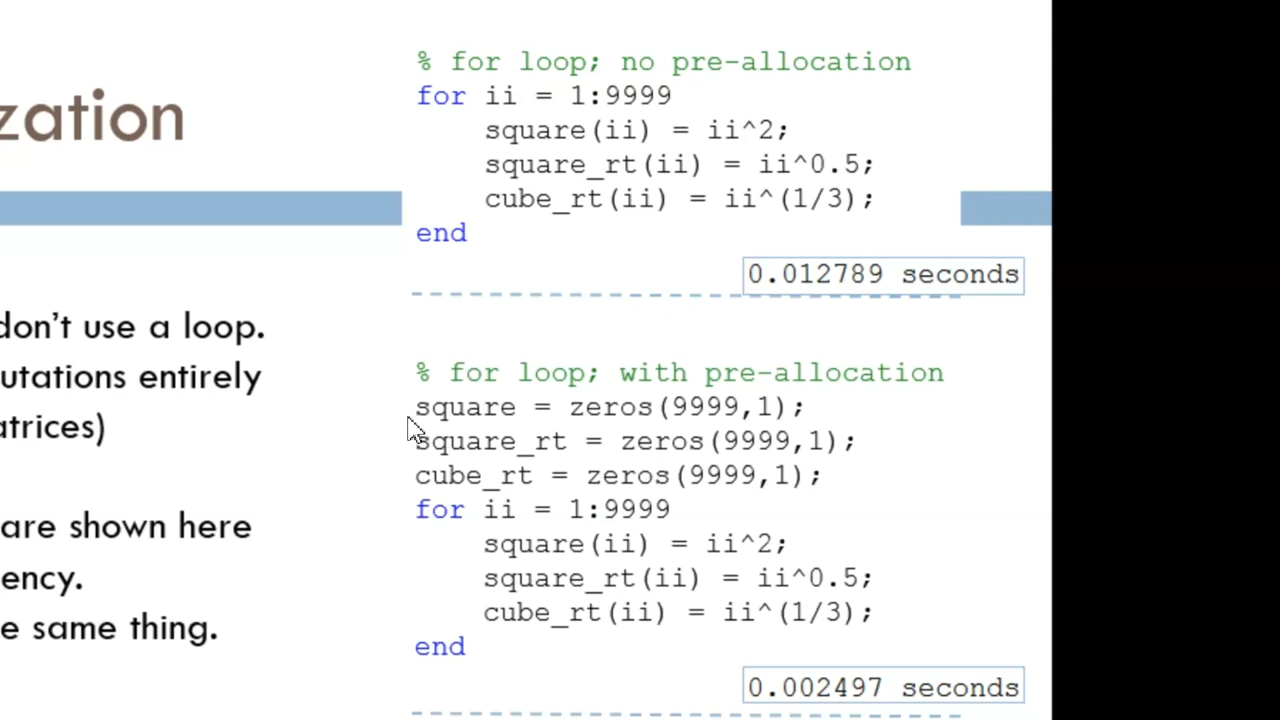 zation
don't use a loop.
utations entirely
atrices)
are shown here
ency.
e same thing.
% for loop; no pre-allocation
for ii = 1:9999
    square(ii) = ii^2;
    square_rt(ii) = ii^0.5;
    cube_rt(ii) = ii^(1/3);
end
0.012789 seconds
% for loop; with pre-allocation
square = zeros(9999,1);
square_rt = zeros(9999,1);
cube_rt = zeros(9999,1);
for ii = 1:9999
    square(ii) = ii^2;
    square_rt(ii) = ii^0.5;
    cube_rt(ii) = ii^(1/3);
end
0.002497 seconds